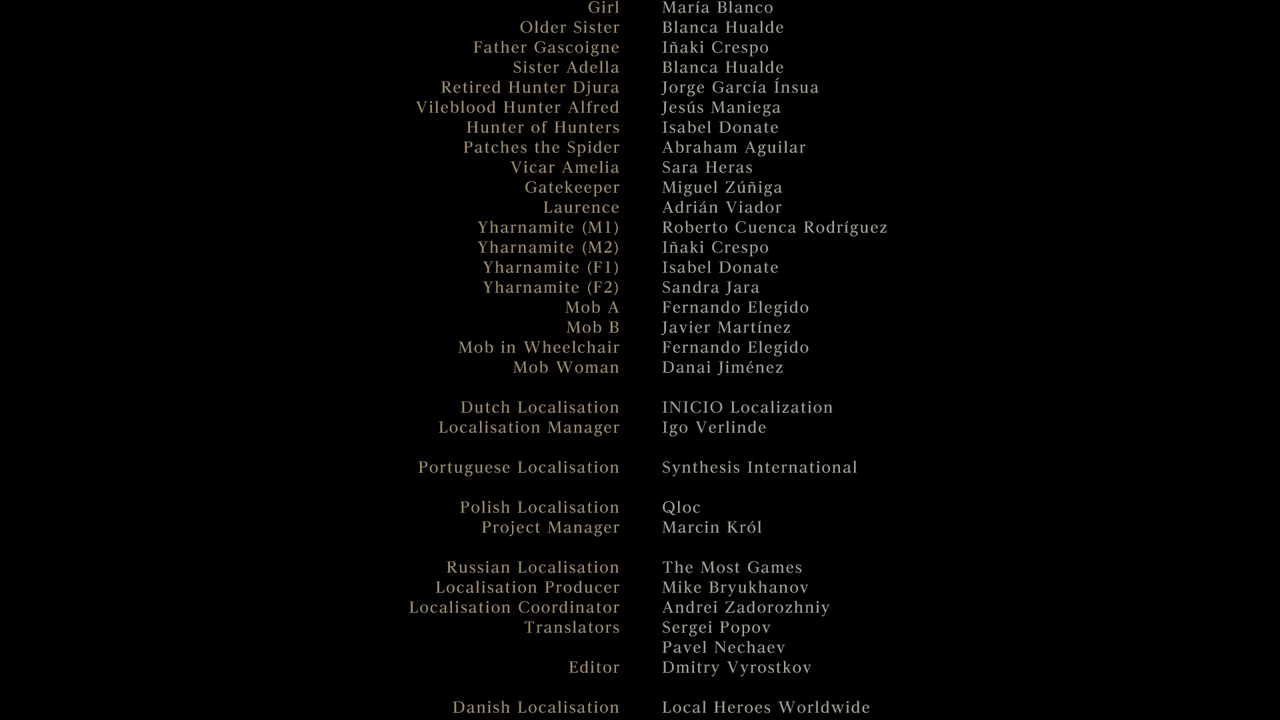 Girl María Blanco
Older Sister Blanca Hualde
Father Gascoigne Iñaki Crespo
Sister Adella Blanca Hualde
Retired Hunter Djura Jorge García Ínsua
Vileblood Hunter Alfred Jesús Maniega
Hunter of Hunters Isabel Donate
Patches the Spider Abraham Aguilar
Vicar Amelia Sara Heras
Gatekeeper Miguel Zúñiga
Laurence Adrián Viador
Yharnamite (M1) Roberto Cuenca Rodríguez
Yharnamite (M2) Iñaki Crespo
Yharnamite (F1) Isabel Donate
Yharnamite (F2) Sandra Jara
Mob A Fernando Elegido
Mob B Javier Martínez
Mob in Wheelchair Fernando Elegido
Mob Woman Danai Jiménez
Dutch Localisation INICIO Localization
Localisation Manager Igo Verlinde
Portuguese Localisation Synthesis International
Polish Localisation Qloc
Project Manager Marcin Król
Russian Localisation The Most Games
Localisation Producer Mike Bryukhanov
Localisation Coordinator Andrei Zadorozhniy
Translators Sergei Popov
Pavel Nechaev
Editor Dmitry Vyrostkov
Danish Localisation Local Heroes Worldwide